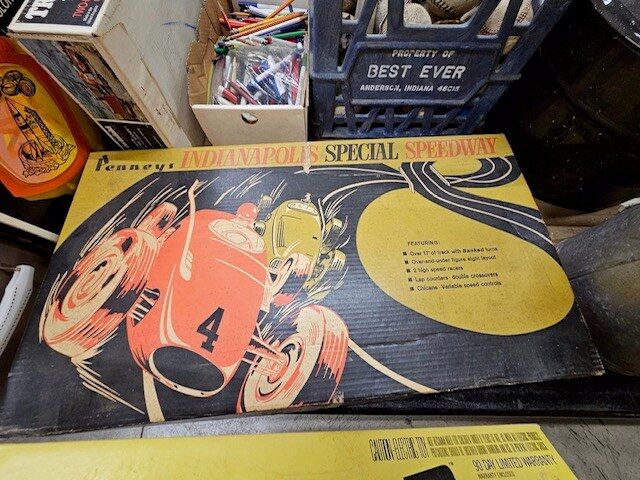 PROPERTY OF
BEST EVER
ANDERSON, INDIANA 46015
Penneys INDIANAPOLIS SPECIAL SPEEDWAY
FEATURING:
■ Over 17' of track with Banked turns
■ Over-and-under figure eight layout
■ 2 high speed racers
■ Lap counters- double crossovers
■ Chicane- Variable speed controls
4
CAUTION-ELECTRIC TOY
90 DAY LIMITED WARRANTY